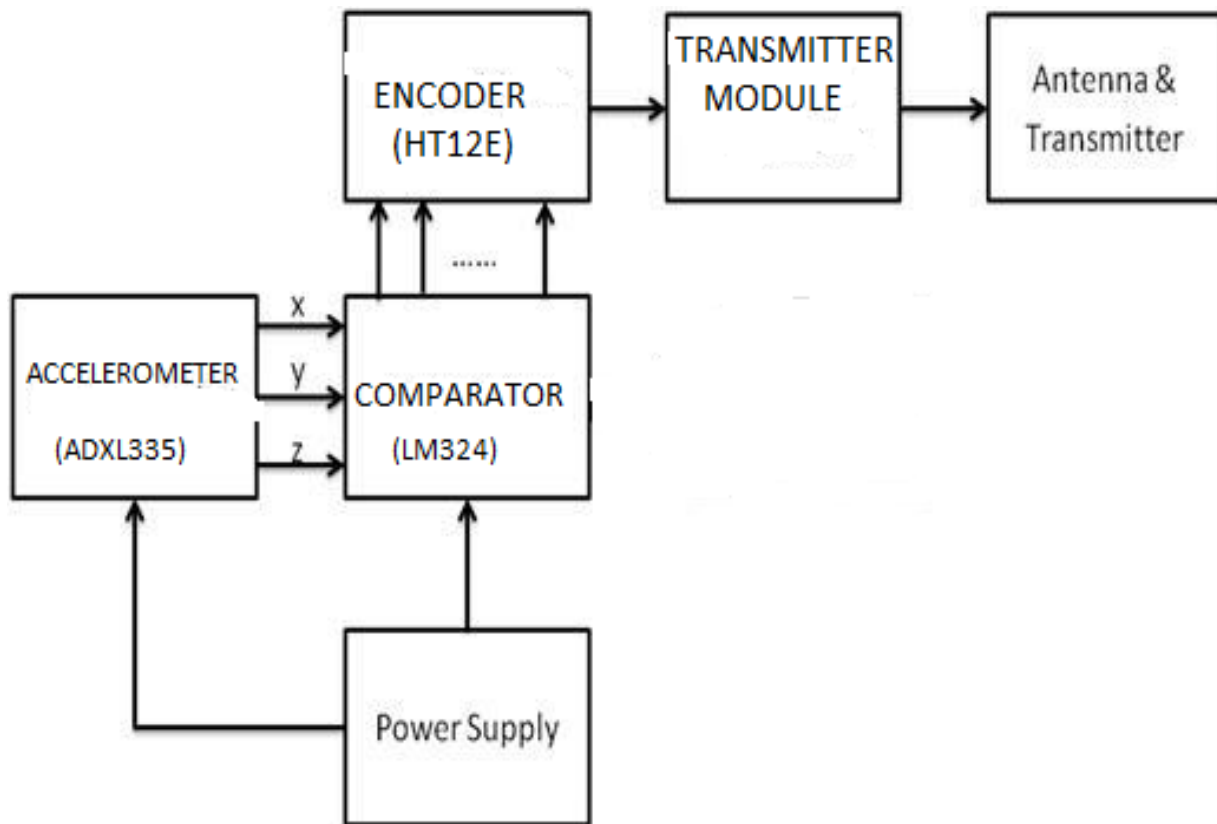 ENCODER
(HT12E)
TRANSMITTER
MODULE
Antenna &
Transmitter
......
ACCELEROMETER
(ADXL335)
x
y
z
COMPARATOR
(LM324)
Power Supply